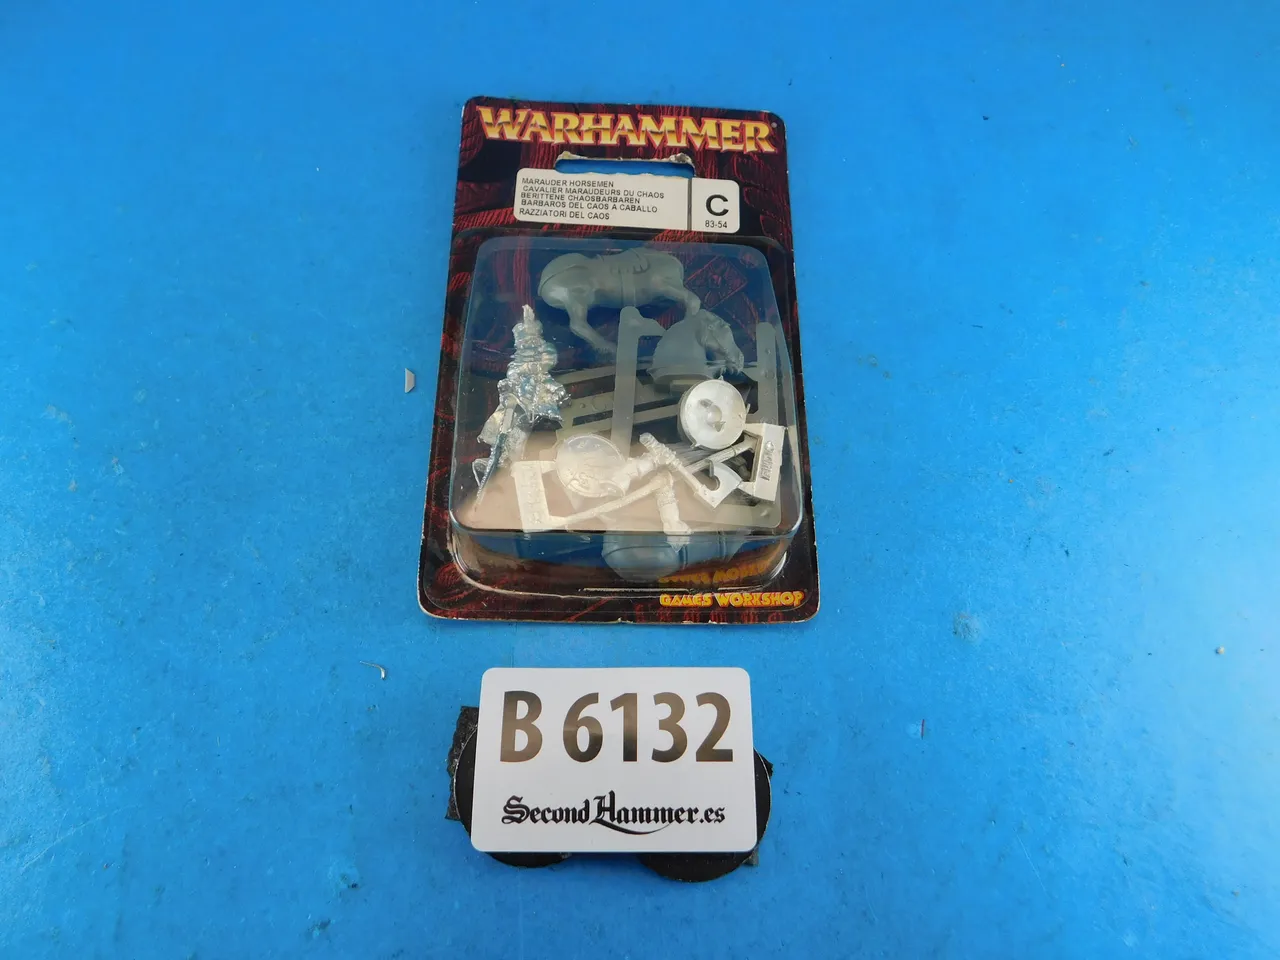 WARHAMMER
MARAUDER HORSEMEN
CAVALIER MARAUDEURS DU CHAOS
BERITTENE CHAOSBARBAREN
BARBAROS DEL CAOS A CABALLO
RAZZIATORI DEL CAOS
C
83-54
GAMES WORKSHOP
B 6132
SecondHammer.es